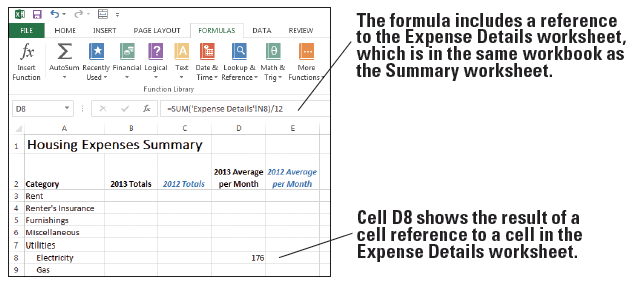 FILE HOME INSERT PAGE LAYOUT FORMULAS DATA REVIEW
fx Σ ? A θ
Insert AutoSum Recently Financial Logical Text Date & Lookup & Math & More
Function Used Time Reference Trig Functions
Function Library
D8 fx =SUM('Expense Details'!N8)/12
A B C D E
1 Housing Expenses Summary
2013 Average 2012 Average
2 Category 2013 Totals 2012 Totals per Month per Month
3 Rent
4 Renter's Insurance
5 Furnishings
6 Miscellaneous
7 Utilities
8 Electricity 176
9 Gas
The formula includes a reference
to the Expense Details worksheet,
which is in the same workbook as
the Summary worksheet.
Cell D8 shows the result of a
cell reference to a cell in the
Expense Details worksheet.